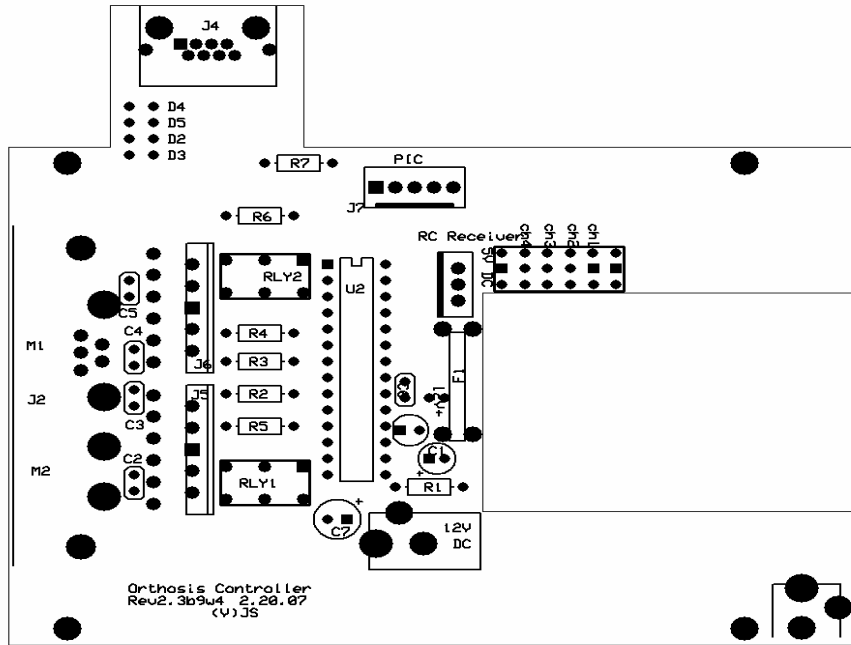 J4
D4
D5
D2
D3
R7
PIC
J7
R6
RC Receiver
ch4
ch3
ch2
ch1
5V DC
RLY2
U2
C5
C4
R4
M1
J6
R3
F1
J2
J5
R2
12V+
C3
R5
C1
C2
M2
RLY1
R1
+
+
C7
12V
DC
Orthosis Controller
Rev2.3b9w4 2.20.07
(V)JS